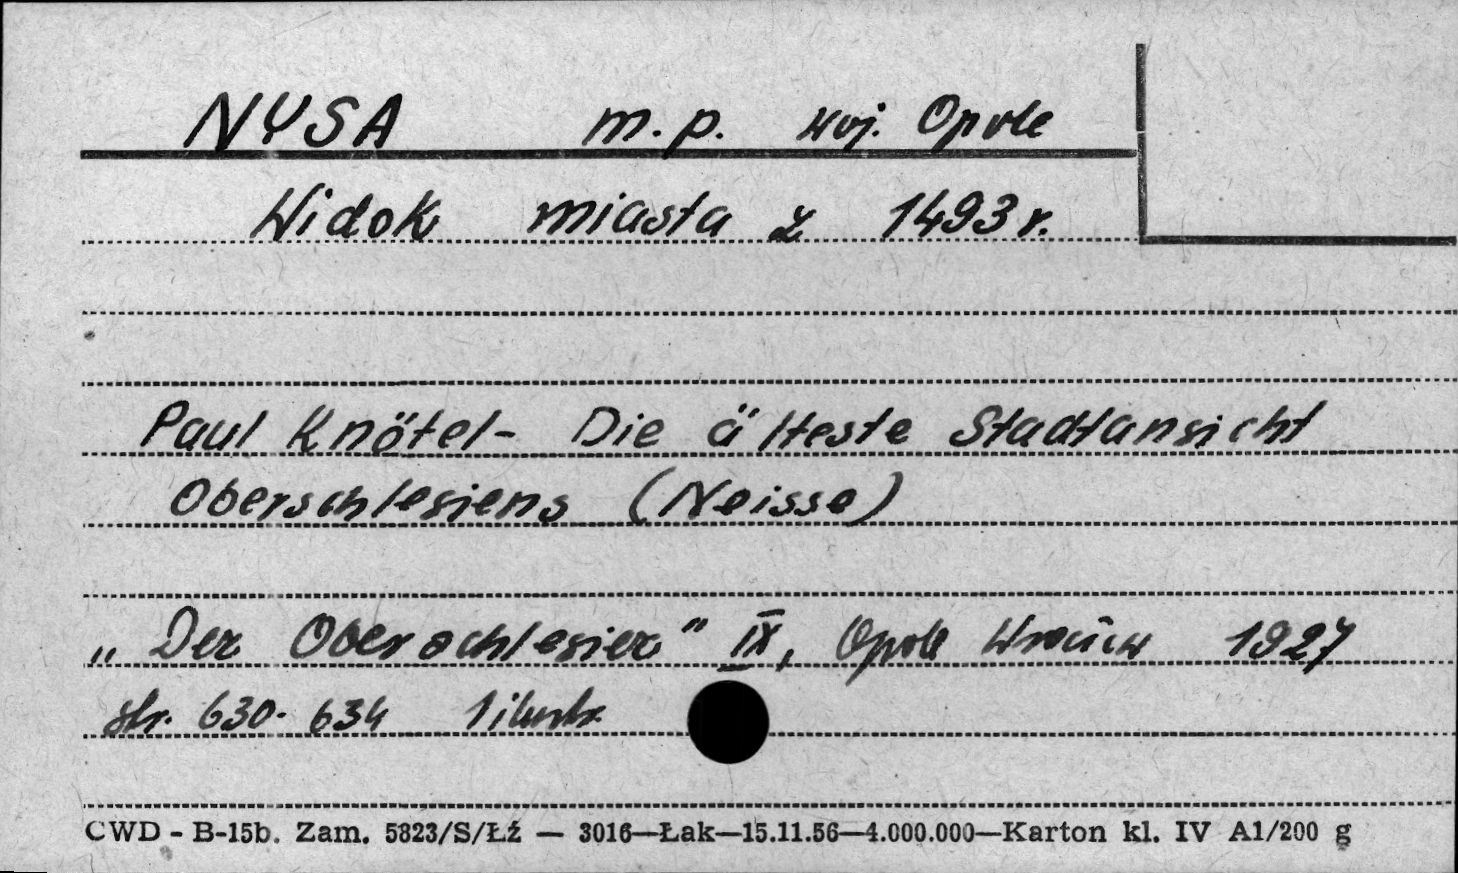 NYSA m. p. woj. Opole
Widok miasta z 1493 r.
Paul Knötel - Die älteste Stadtansicht
Oberschlesiens (Neisse)
„Der Oberschlesier" IX, Opole Wrocław 1927
str. 630-634 1 ilustr.
CWD - B-15b. Zam. 5823/S/Łź — 3016—Łak—15.11.56—4.000.000—Karton kl. IV A1/200 g